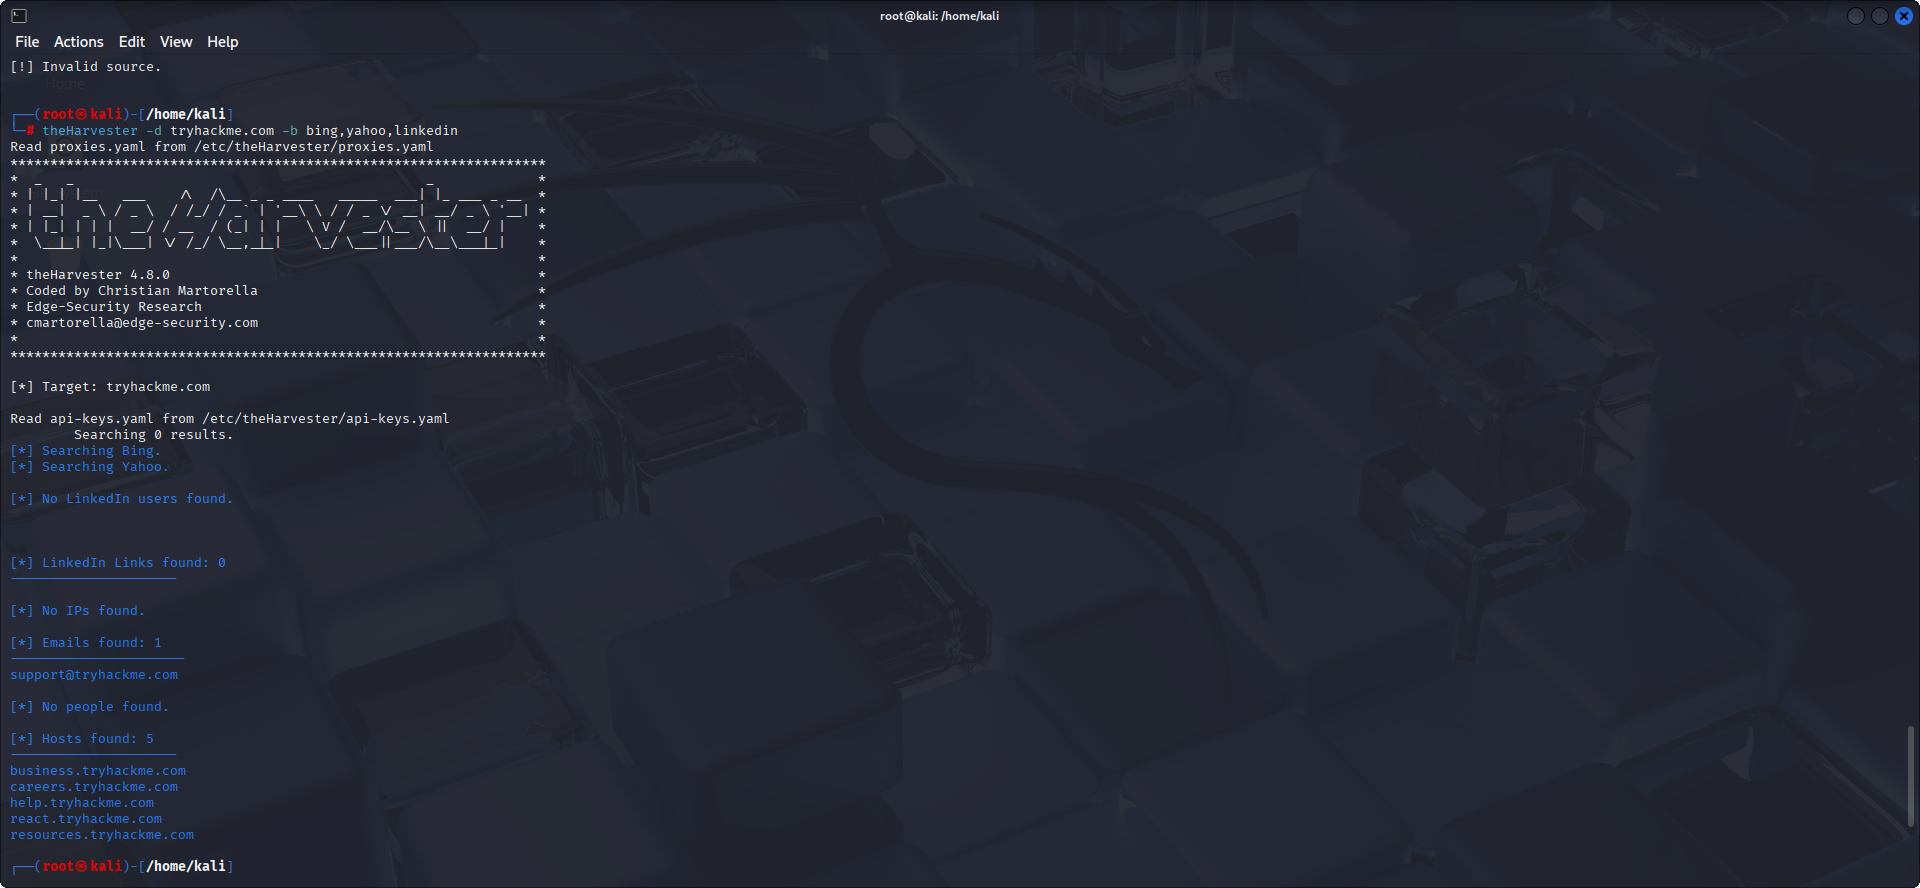 root@kali: /home/kali
File Actions Edit View Help
[!] Invalid source.
Home
┌──(root㉿kali)-[/home/kali]
└─# theHarvester -d tryhackme.com -b bing,yahoo,linkedin
Read proxies.yaml from /etc/theHarvester/proxies.yaml
*******************************************************************
*  _   _                                            _             *
* | |_| |__   ___    /\  /\__ _ _ ____   _____  ___| |_ ___ _ __  *
* | __|  _ \ / _ \  / /_/ / _` | '__\ \ / / _ \/ __| __/ _ \ '__| *
* | |_| | | |  __/ / __  / (_| | |   \ V /  __/\__ \ ||  __/ |    *
*  \__|_| |_|\___| \/ /_/ \__,_|_|    \_/ \___||___/\__\___|_|    *
*                                                                 *
* theHarvester 4.8.0                                              *
* Coded by Christian Martorella                                   *
* Edge-Security Research                                          *
* cmartorella@edge-security.com                                   *
*                                                                 *
*******************************************************************
[*] Target: tryhackme.com
Read api-keys.yaml from /etc/theHarvester/api-keys.yaml
Searching 0 results.
[*] Searching Bing.
[*] Searching Yahoo.
[*] No LinkedIn users found.
[*] LinkedIn Links found: 0
---------------------
[*] No IPs found.
[*] Emails found: 1
----------------------
support@tryhackme.com
[*] No people found.
[*] Hosts found: 5
---------------------
business.tryhackme.com
careers.tryhackme.com
help.tryhackme.com
react.tryhackme.com
resources.tryhackme.com
┌──(root㉿kali)-[/home/kali]